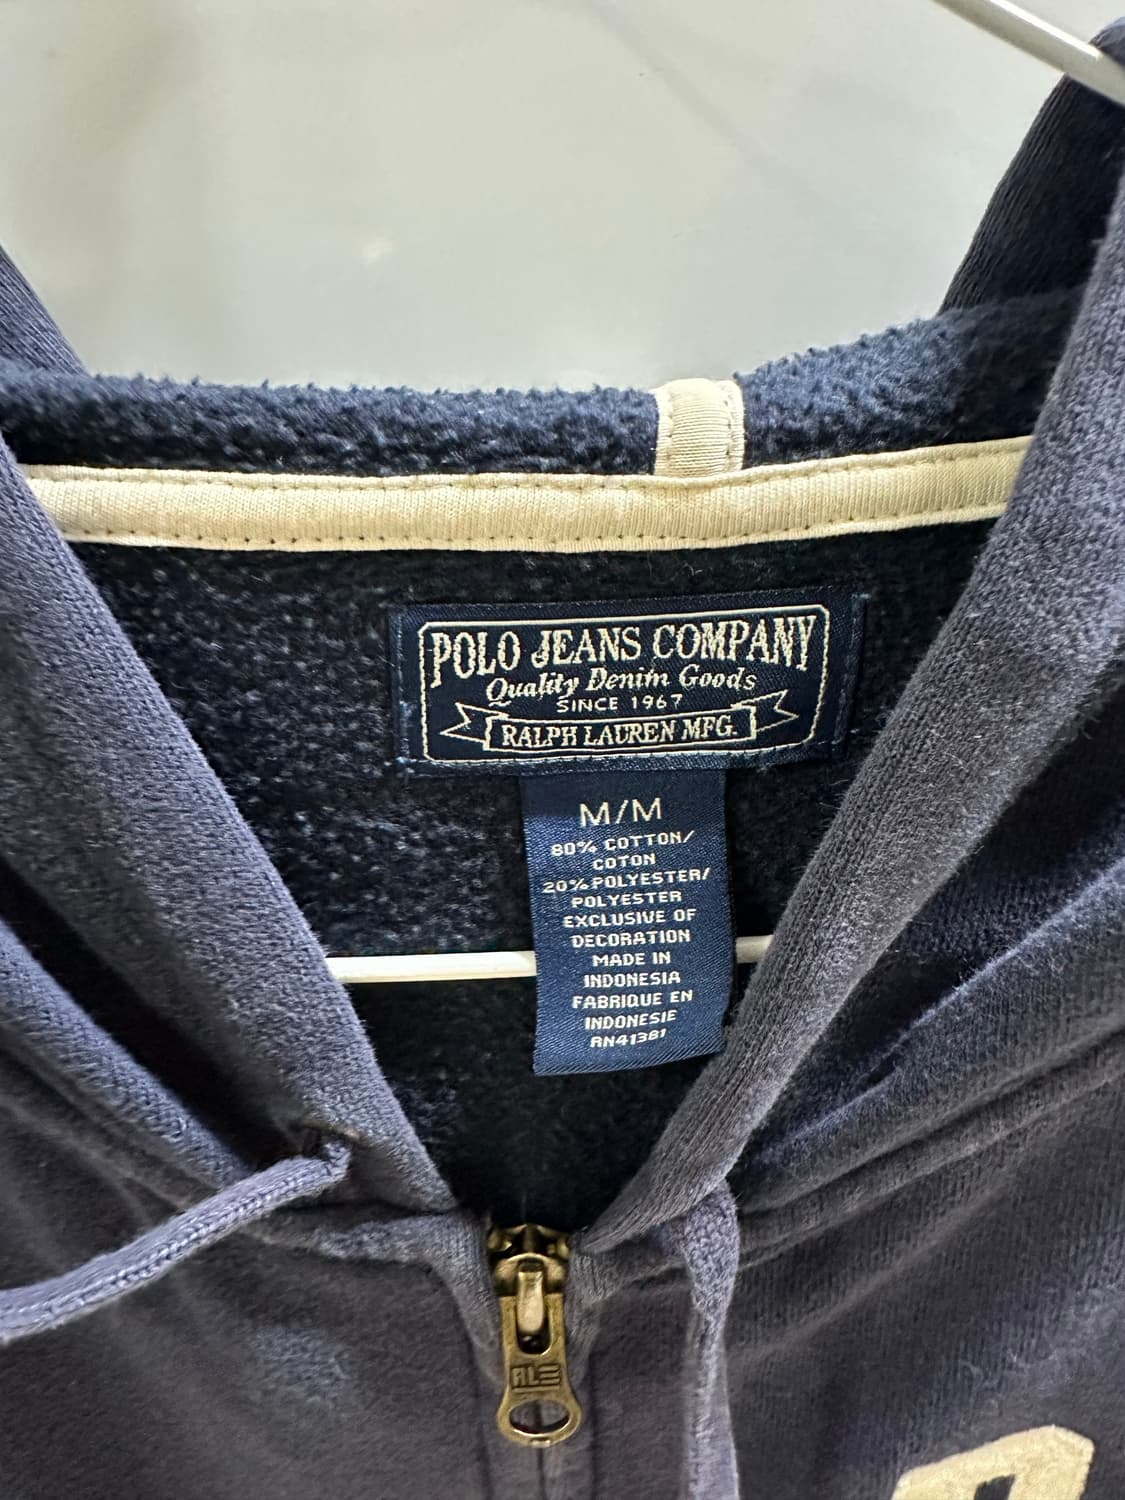 POLO JEANS COMPANY
Quality Denim Goods
SINCE 1967
RALPH LAUREN MFG.
M/M
80% COTTON/
COTON
20% POLYESTER/
POLYESTER
EXCLUSIVE OF
DECORATION
MADE IN
INDONESIA
FABRIQUE EN
INDONESIE
RN41381